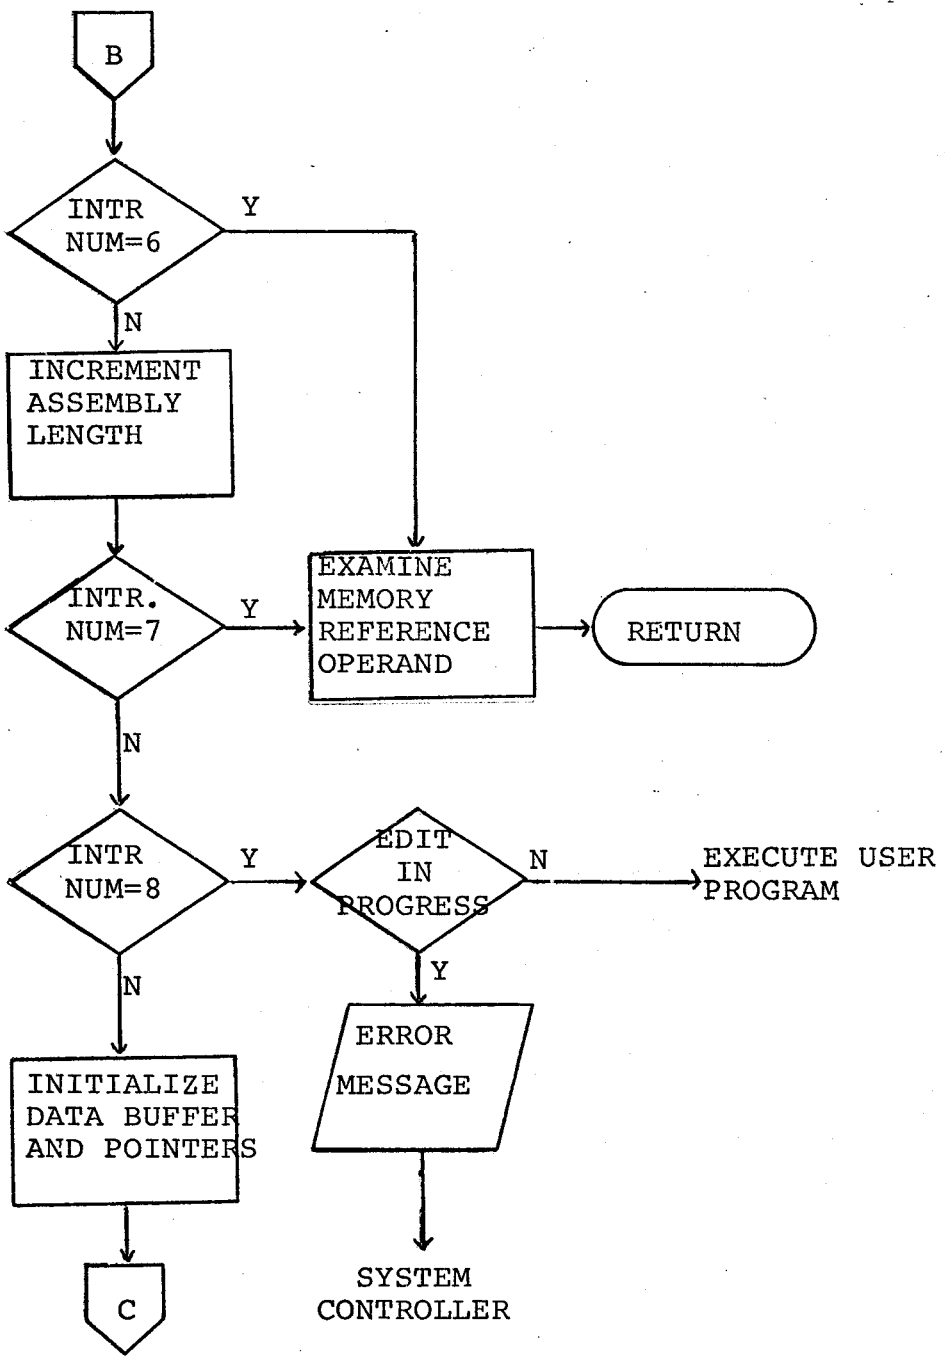 B
INTR
NUM=6
Y
N
INCREMENT
ASSEMBLY
LENGTH
INTR.
NUM=7
Y
EXAMINE
MEMORY
REFERENCE
OPERAND
RETURN
N
INTR
NUM=8
Y
EDIT
IN
PROGRESS
N
EXECUTE USER
PROGRAM
N
Y
ERROR
MESSAGE
INITIALIZE
DATA BUFFER
AND POINTERS
SYSTEM
CONTROLLER
C